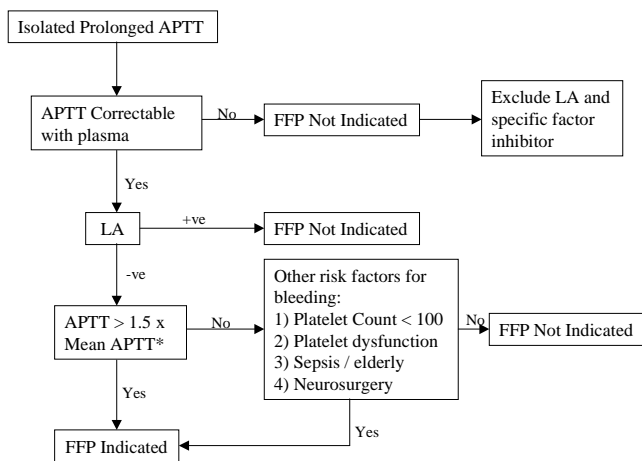 Isolated Prolonged APTT
APTT Correctable
with plasma
No
FFP Not Indicated
Exclude LA and
specific factor
inhibitor
Yes
LA
+ve
FFP Not Indicated
-ve
APTT > 1.5 x
Mean APTT*
No
Other risk factors for
bleeding:
1) Platelet Count < 100
2) Platelet dysfunction
3) Sepsis / elderly
4) Neurosurgery
No
FFP Not Indicated
Yes
Yes
FFP Indicated